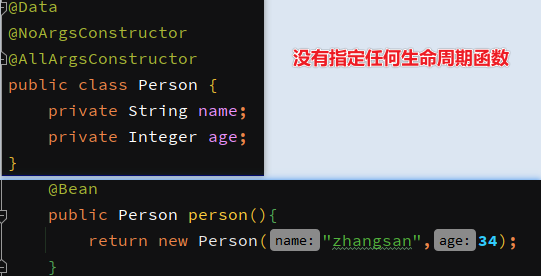 @Data
@NoArgsConstructor
@AllArgsConstructor
public class Person {
private String name;
private Integer age;
}
没有指定任何生命周期函数
@Bean
public Person person(){
return new Person( name: "zhangsan", age: 34);
}